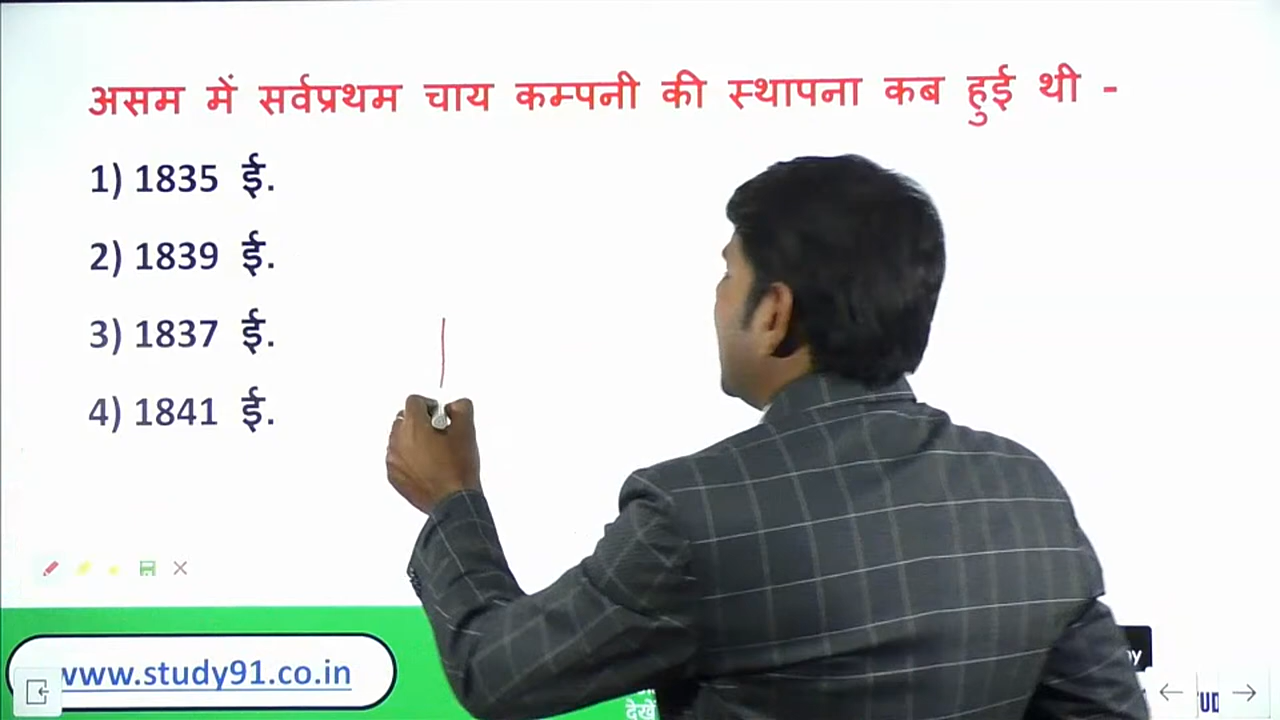 असम में सर्वप्रथम चाय कम्पनी की स्थापना कब हुई थी -
1) 1835 ई.
2) 1839 ई.
3) 1837 ई.
4) 1841 ई.
www.study91.co.in
देखें